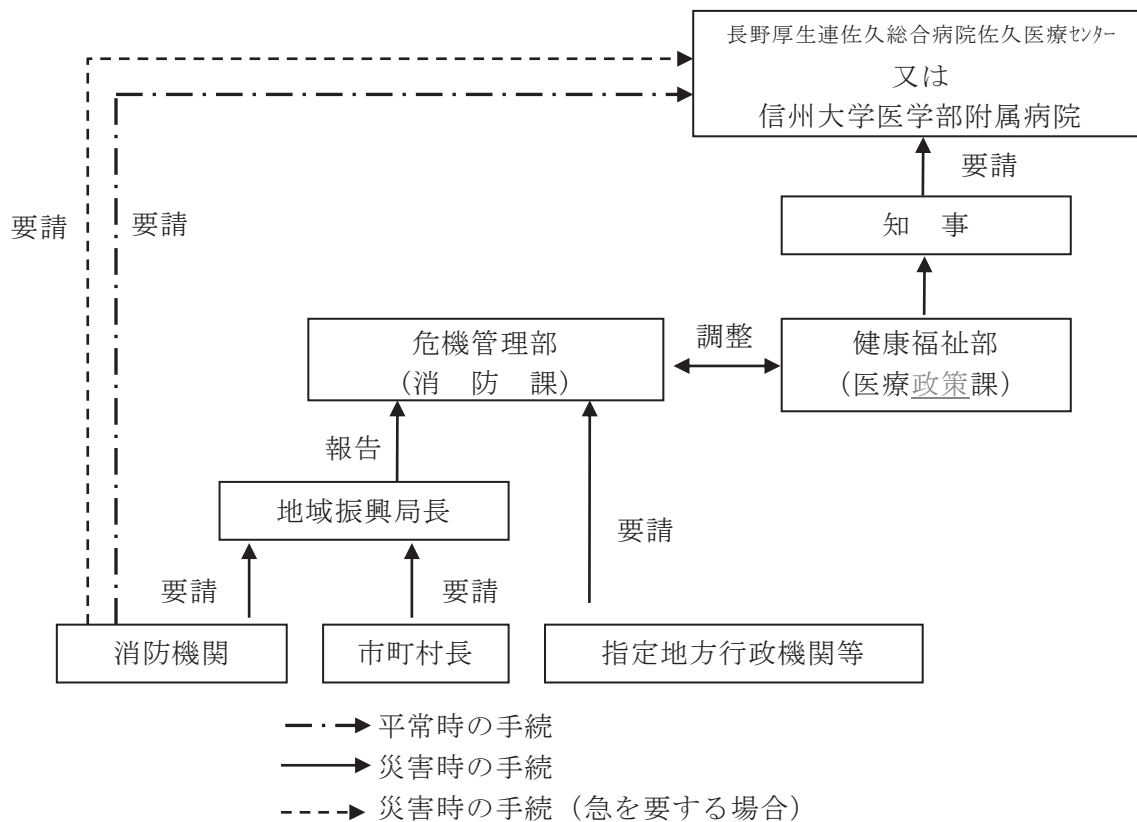 長野厚生連佐久総合病院佐久医療ｾﾝﾀｰ
又は
信州大学医学部附属病院
要請
知　事
要請
要請
危機管理部
（消　防　課）
調整
健康福祉部
（医療政策課）
報告
地域振興局長
要請
要請
要請
消防機関
市町村長
指定地方行政機関等
平常時の手続
災害時の手続
災害時の手続（急を要する場合）